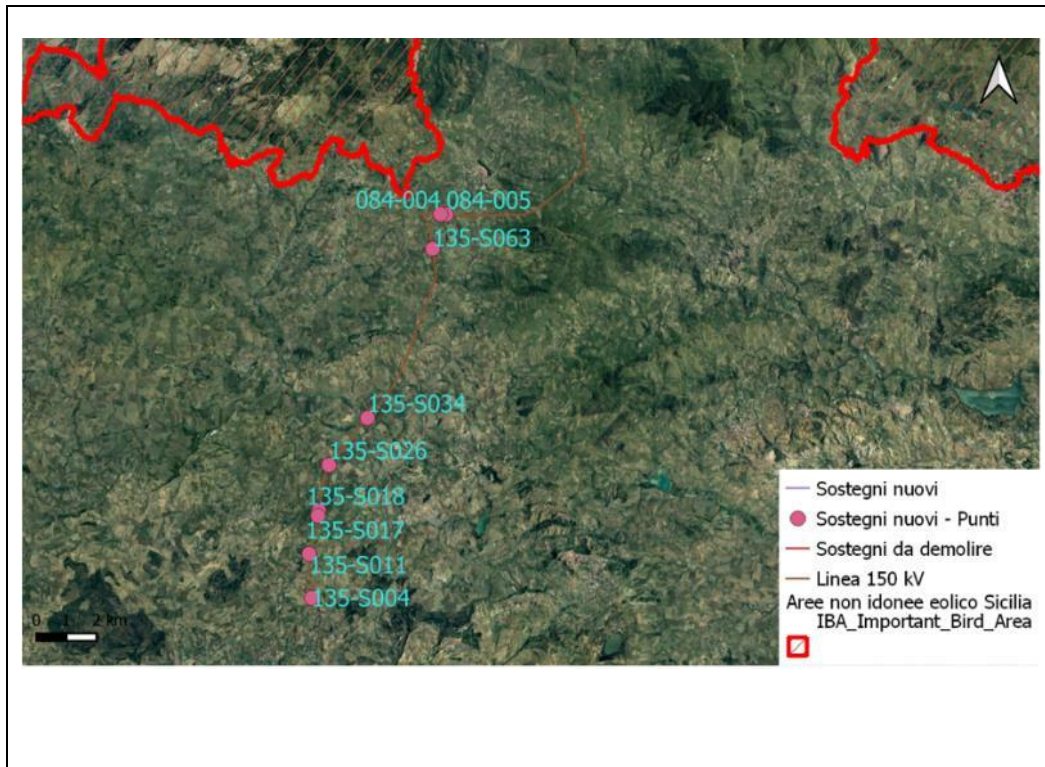 084-004 084-005
135-S063
135-S034
135-S026
135-S018
135-S017
135-S011
135-S004
0 1 2 km
Sostegni nuovi
Sostegni nuovi - Punti
Sostegni da demolire
Linea 150 kV
Aree non idonee eolico Sicilia
IBA_Important_Bird_Area